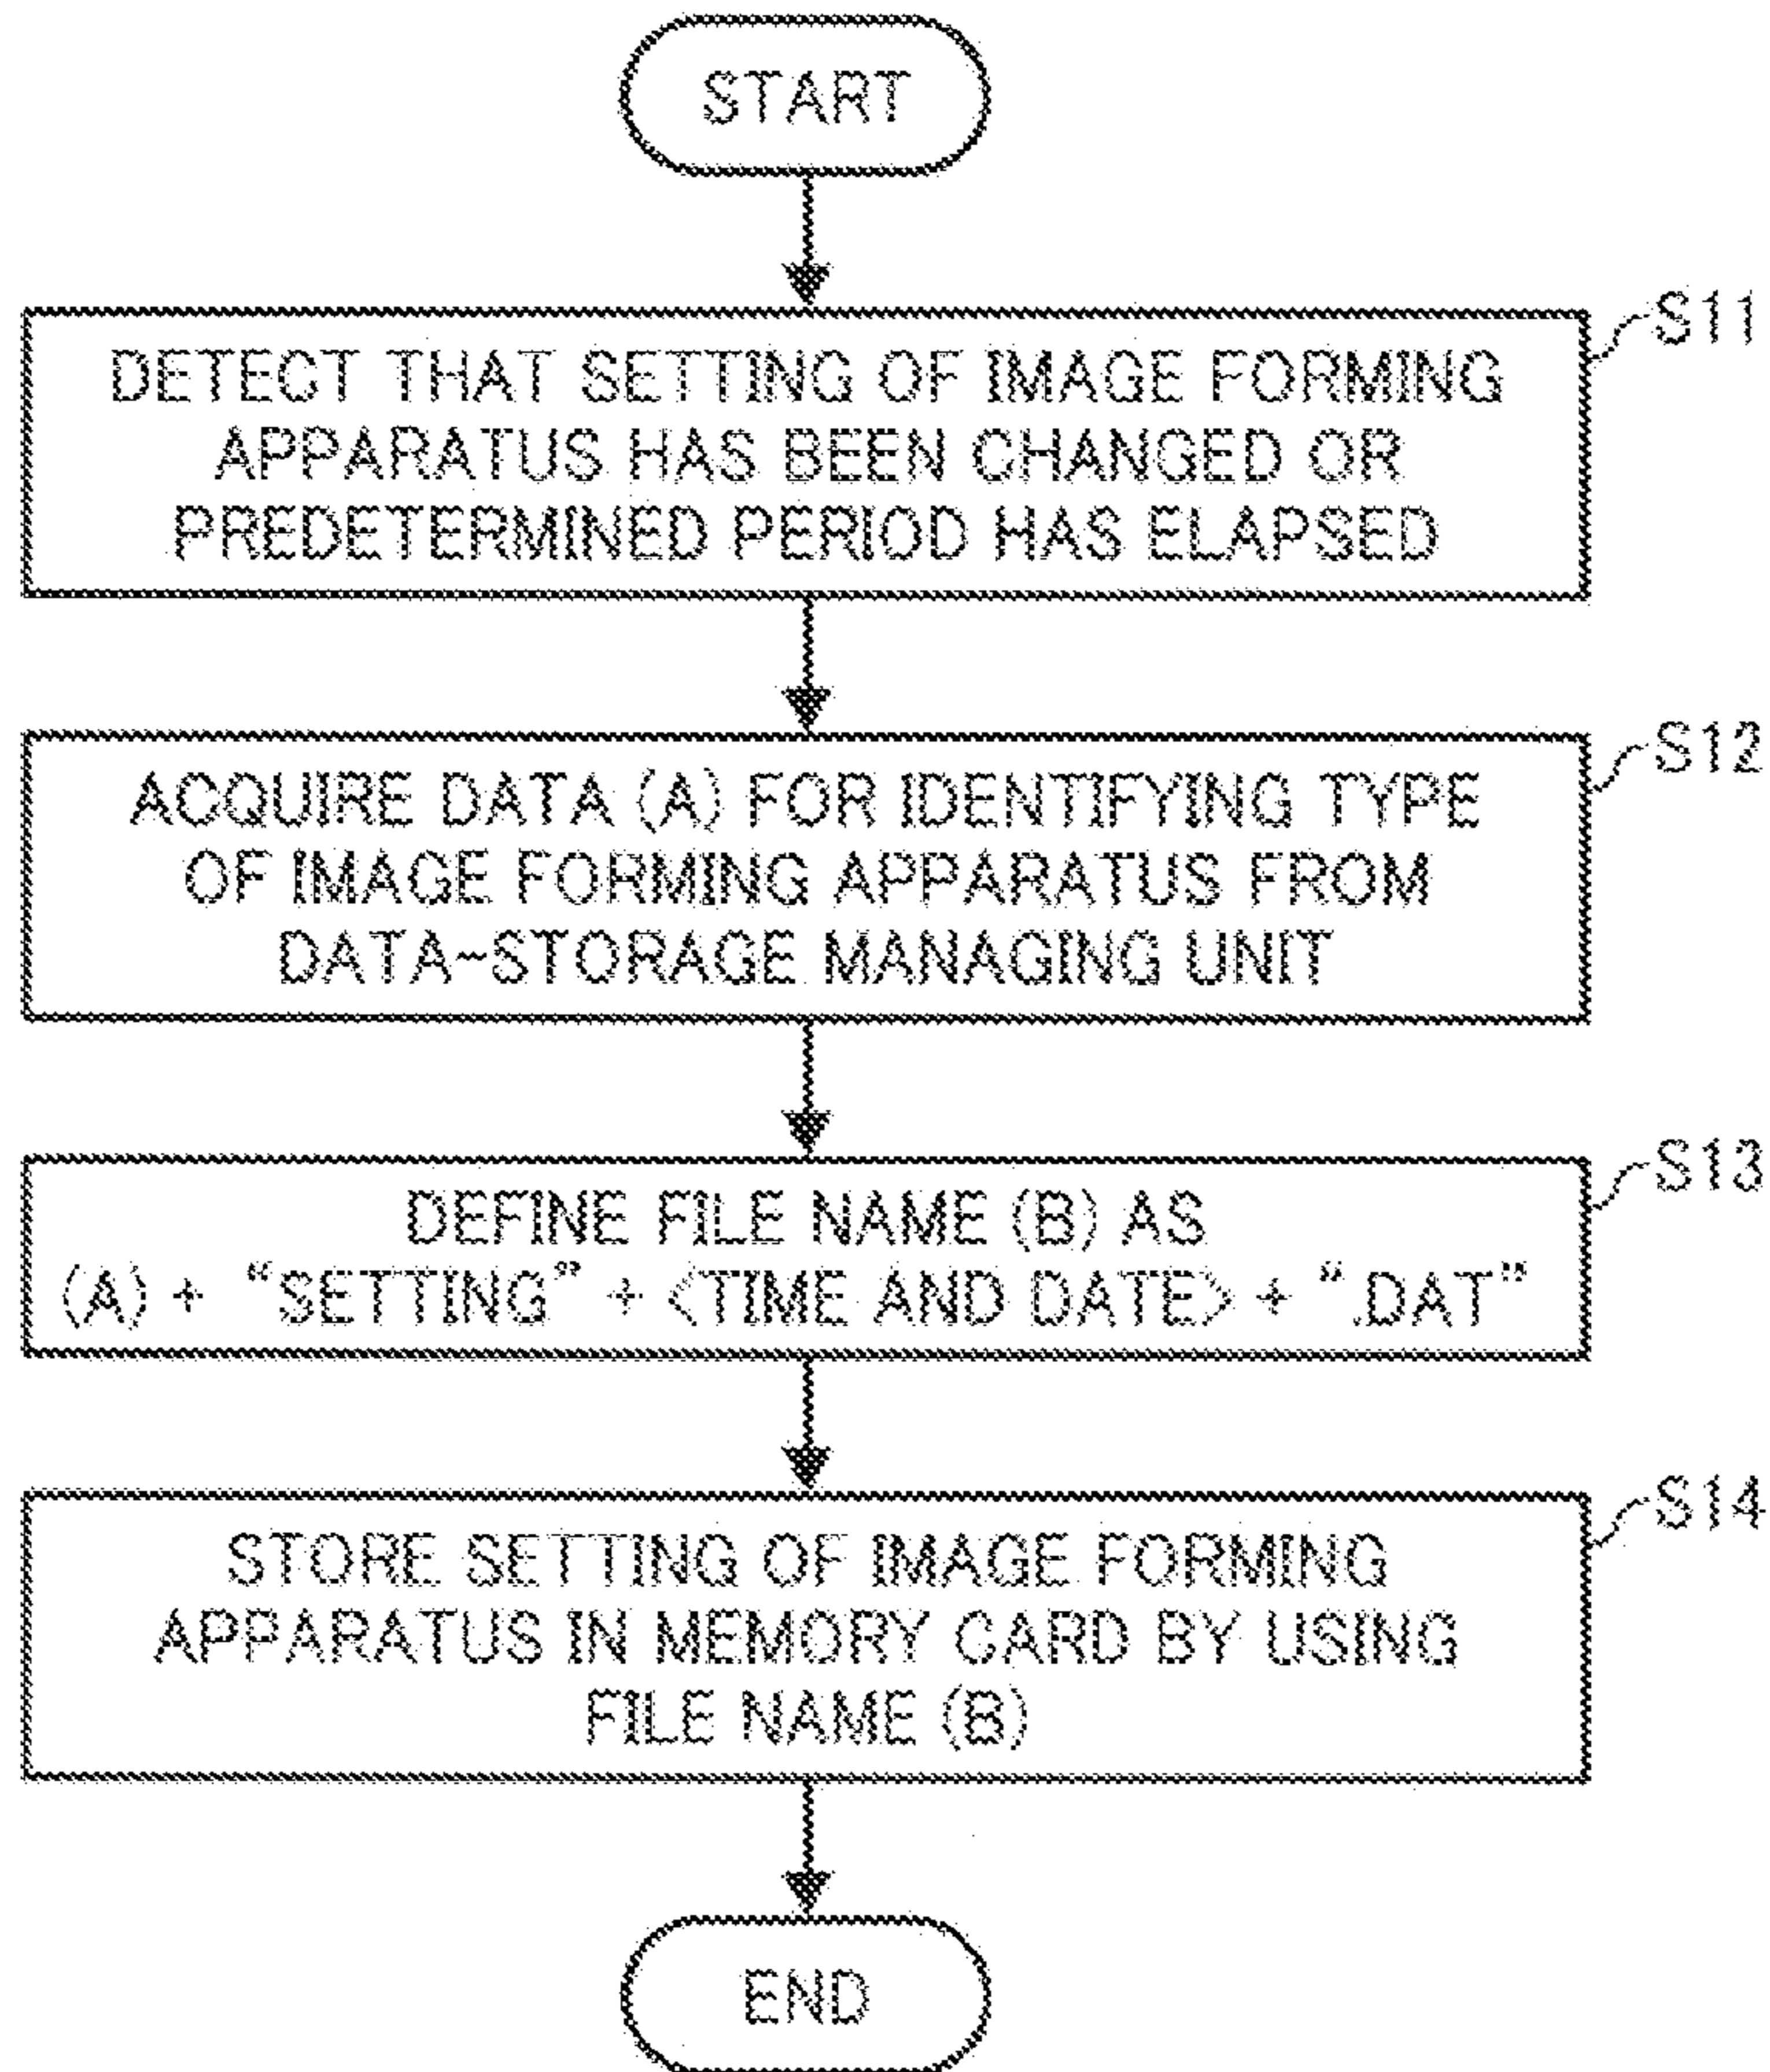 START
S11
DETECT THAT SETTING OF IMAGE FORMING
APPARATUS HAS BEEN CHANGED OR
PREDETERMINED PERIOD HAS ELAPSED
S12
ACQUIRE DATA (A) FOR IDENTIFYING TYPE
OF IMAGE FORMING APPARATUS FROM
DATA-STORAGE MANAGING UNIT
S13
DEFINE FILE NAME (B) AS
(A) + “SETTING” + <TIME AND DATE> + “.DAT”
S14
STORE SETTING OF IMAGE FORMING
APPARATUS IN MEMORY CARD BY USING
FILE NAME (B)
END